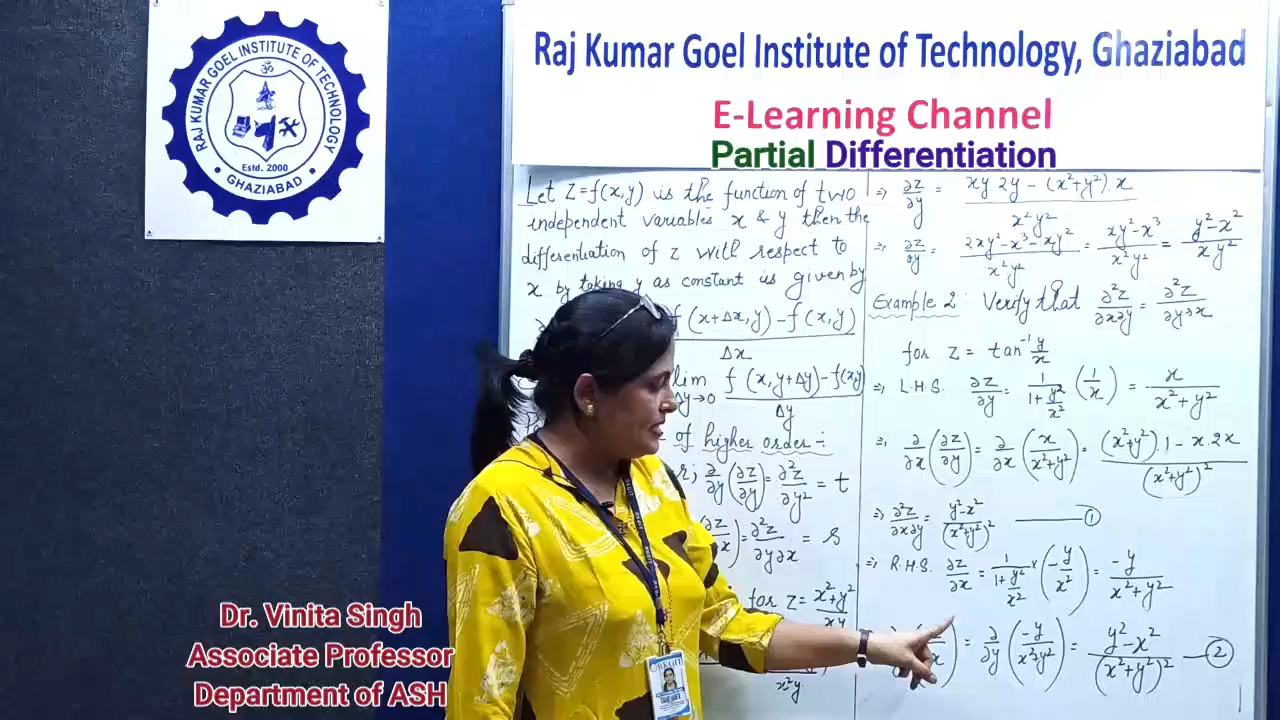 RAJ KUMAR GOEL INSTITUTE OF TECHNOLOGY
ॐ
Estd. 2000
GHAZIABAD
Raj Kumar Goel Institute of Technology, Ghaziabad
E-Learning Channel
Partial Differentiation
Let Z = f(x,y) is the function of two
independent variables x & y then the
differentiation of z with respect to
x by taking y as constant is given by
f(x+Δx,y) - f(x,y)
Δx
lim f(x,y+Δy) - f(x,y)
Δy→0 Δy
of higher order :-
; ∂/∂y (∂z/∂y) = ∂²z/∂y² = t
= ∂²z/∂y∂x = s
for z = x²+y²/xy
x²y
⇒ ∂z/∂y = xy 2y - (x²+y²).x / x²y²
⇒ ∂z/∂y = 2xy²-x³-xy² / x²y² = xy²-x³ / x²y² = y²-x² / xy²
Example 2: Verify that ∂²z/∂x∂y = ∂²z/∂y∂x
for z = tan⁻¹ y/x
⇒ L.H.S. ∂z/∂y = 1/(1+y²/x²) (1/x) = x/(x²+y²)
⇒ ∂/∂x (∂z/∂y) = ∂/∂x (x/(x²+y²)) = (x²+y²).1 - x.2x / (x²+y²)²
⇒ ∂²z/∂x∂y = y²-x² / (x²+y²)² — ①
⇒ R.H.S. ∂z/∂x = 1/(1+y²/x²) × (-y/x²) = -y/(x²+y²)
= ∂/∂y (-y/(x²+y²)) = y²-x² / (x²+y²)² — ②
Dr. Vinita Singh
Associate Professor
Department of ASH